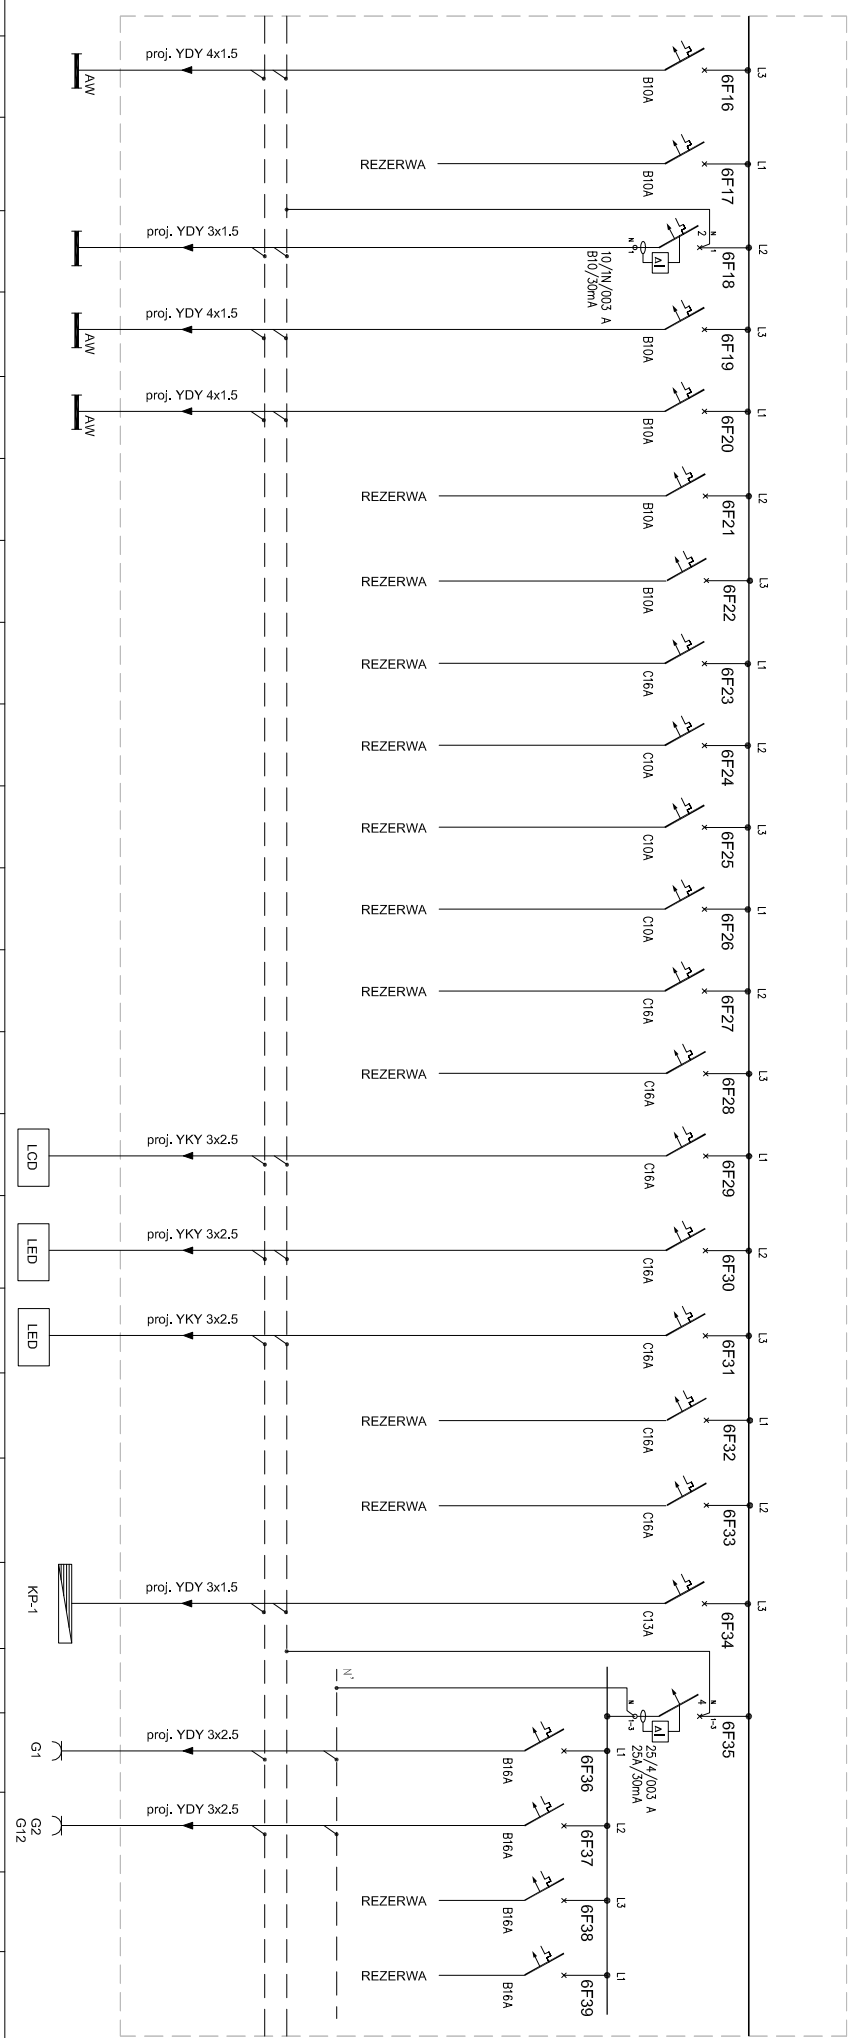 proj. YDY 4x1.5
AW
B10A
6F16
L3
REZERWA
B10A
6F17
L1
proj. YDY 3x1.5
N
1
10/1N/003 A
B10/30mA
ΔI
2
N
1
6F18
L2
proj. YDY 4x1.5
AW
B10A
6F19
L3
proj. YDY 4x1.5
AW
B10A
6F20
L1
REZERWA
B10A
6F21
L2
REZERWA
B10A
6F22
L3
REZERWA
C16A
6F23
L1
REZERWA
C10A
6F24
L2
REZERWA
C10A
6F25
L3
REZERWA
C10A
6F26
L1
REZERWA
C16A
6F27
L2
REZERWA
C16A
6F28
L3
LCD
proj. YKY 3x2.5
C16A
6F29
L1
LED
proj. YKY 3x2.5
C16A
6F30
L2
LED
proj. YKY 3x2.5
C16A
6F31
L3
REZERWA
C16A
6F32
L1
REZERWA
C16A
6F33
L2
KP-1
proj. YDY 3x1.5
C13A
6F34
L3
N'
N
1-3
ΔI
4
N
1-3
6F35
25/4/003 A
25A/30mA
G1
proj. YDY 3x2.5
B16A
6F36
L1
G2
G12
proj. YDY 3x2.5
B16A
6F37
L2
REZERWA
B16A
6F38
L3
REZERWA
B16A
6F39
L1